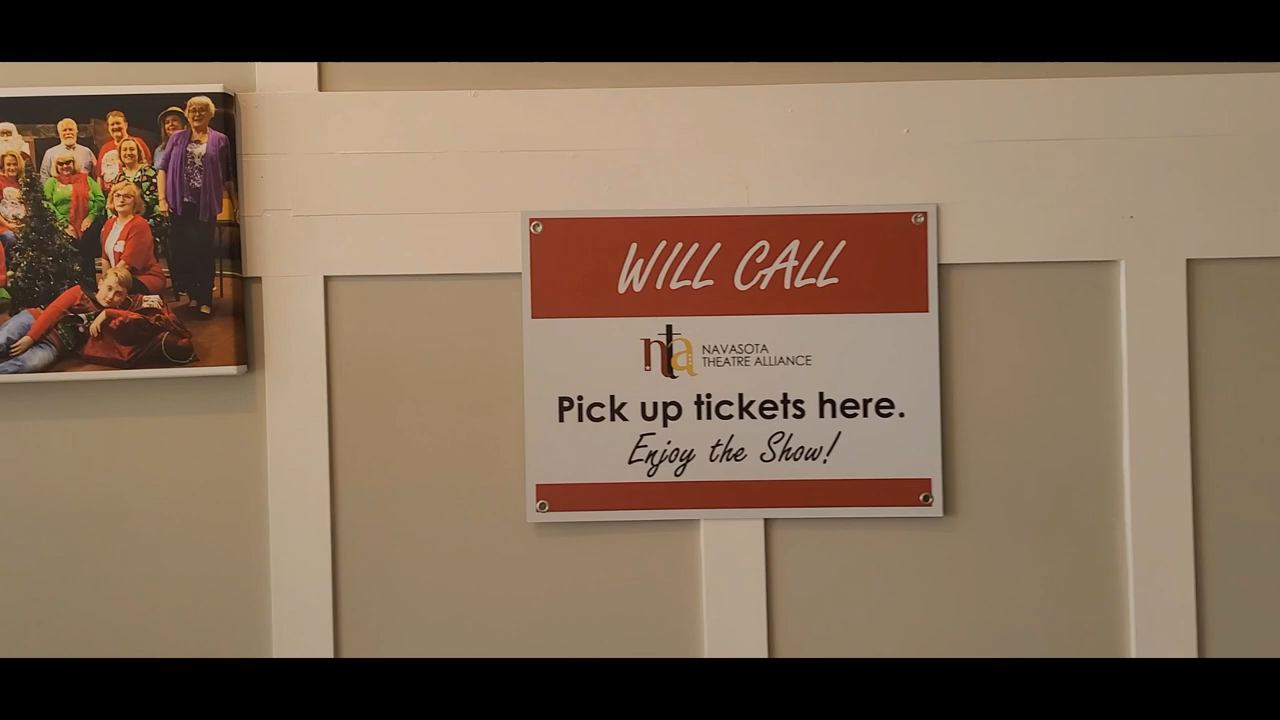 WILL CALL
nta
NAVASOTA
THEATRE ALLIANCE
Pick up tickets here.
Enjoy the Show!